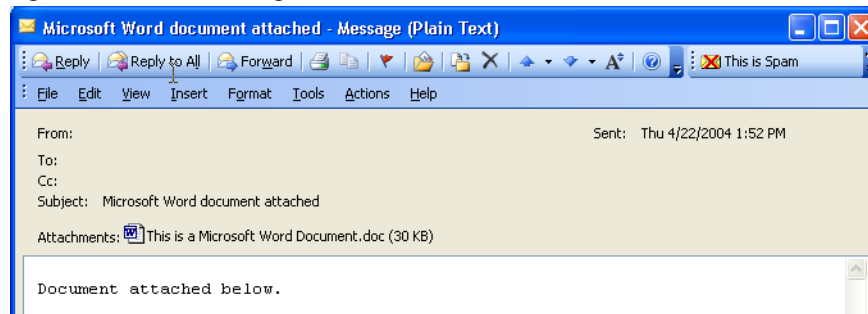 Microsoft Word document attached - Message (Plain Text)
Reply Reply to All Forward This is Spam
File Edit View Insert Format Tools Actions Help
From: Sent: Thu 4/22/2004 1:52 PM
To:
Cc:
Subject: Microsoft Word document attached
Attachments: This is a Microsoft Word Document.doc (30 KB)
Document attached below.